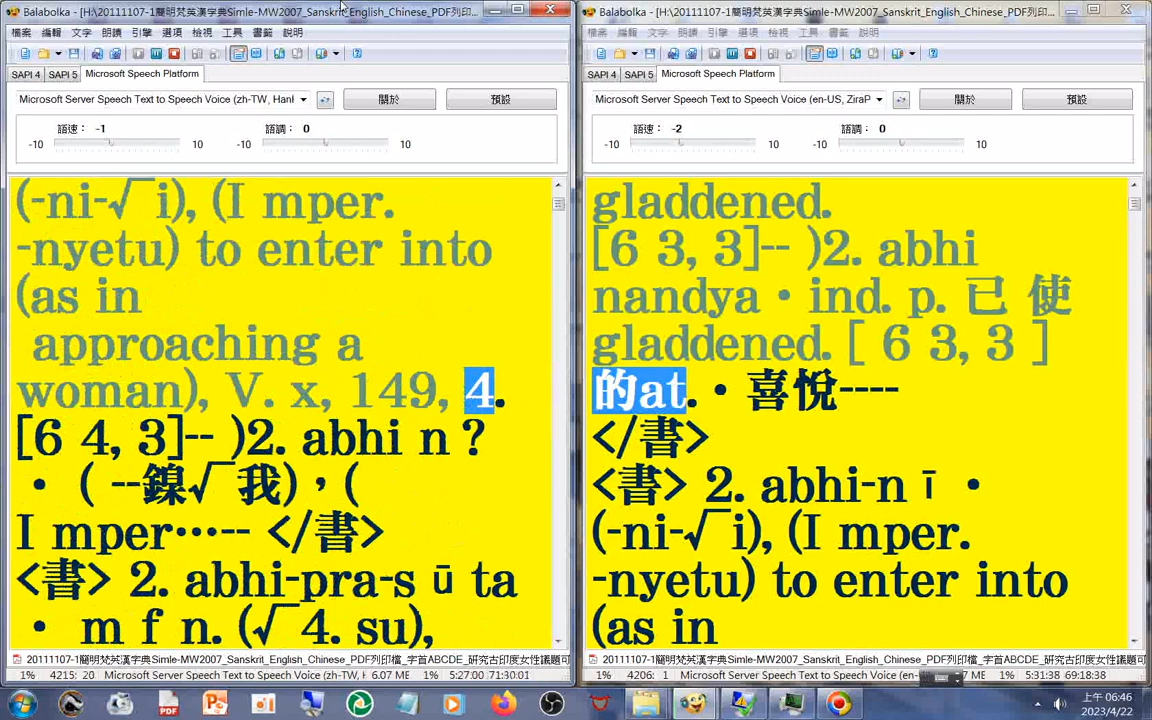 Balabolka - [H:\20111107-1簡明梵英漢字典Simle-MW2007_Sanskrit_English_Chinese_PDF列印...
檔案 編輯 文字 朗讀 引擎 選項 檢視 工具 書籤 說明
SAPI 4 SAPI 5 Microsoft Speech Platform
Microsoft Server Speech Text to Speech Voice (zh-TW, Hanl
關於 預設
語速： -1 語調： 0
-10 10 -10 10
(-ni-√ i), (I mper.
-nyetu) to enter into
(as in
approaching a
woman), V. x, 149, 4.
[6 4, 3]-- )2. abhi n？
• ( --鎳√ 我)，(
I mper…-- </書>
<書> 2. abhi-pra-s ū ta
• m f n. (√ 4. su),
20111107-1簡明梵英漢字典Simle-MW2007_Sanskrit_English_Chinese_PDF列印檔_字首ABCDE_研究古印度女性議題可
1% 4215: 20 Microsoft Server Speech Text to Speech Voice (zh-TW, H 6.07 ME 1% 5:27:00 71:30:01
Balabolka - [H:\20111107-1簡明梵英漢字典Simle-MW2007_Sanskrit_English_Chinese_PDF列印...
檔案 編輯 文字 朗讀 引擎 選項 檢視 工具 書籤 說明
SAPI 4 SAPI 5 Microsoft Speech Platform
Microsoft Server Speech Text to Speech Voice (en-US, ZiraP
關於 預設
語速： -2 語調： 0
-10 10 -10 10
gladdened.
[6 3, 3]-- )2. abhi
nandya • ind. p. 已 使
gladdened. [ 6 3, 3 ]
的at. • 喜悅----
</書>
<書> 2. abhi-n ī •
(-ni-√ i), (I mper.
-nyetu) to enter into
(as in
20111107-1簡明梵英漢字典Simle-MW2007_Sanskrit_English_Chinese_PDF列印檔_字首ABCDE_研究古印度女性議題可
1% 4206: 1 Microsoft Server Speech Text to Speech Voice (en- 1% 5:31:38 69:18:38
上午 06:46
2023/4/22